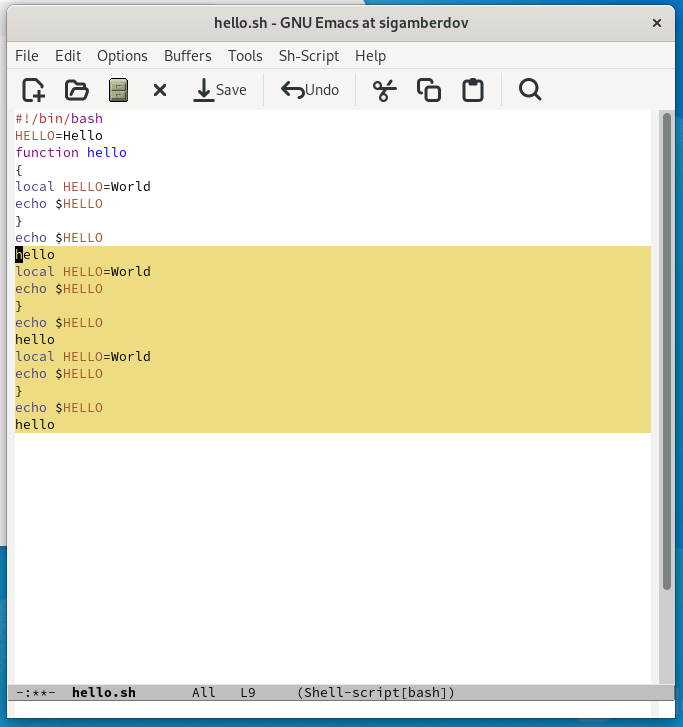 hello.sh - GNU Emacs at sigamberdov
File Edit Options Buffers Tools Sh-Script Help
Save Undo
#!/bin/bash
HELLO=Hello
function hello
{
local HELLO=World
echo $HELLO
}
echo $HELLO
hello
local HELLO=World
echo $HELLO
}
echo $HELLO
hello
local HELLO=World
echo $HELLO
}
echo $HELLO
hello
-:**- hello.sh All L9 (Shell-script[bash])